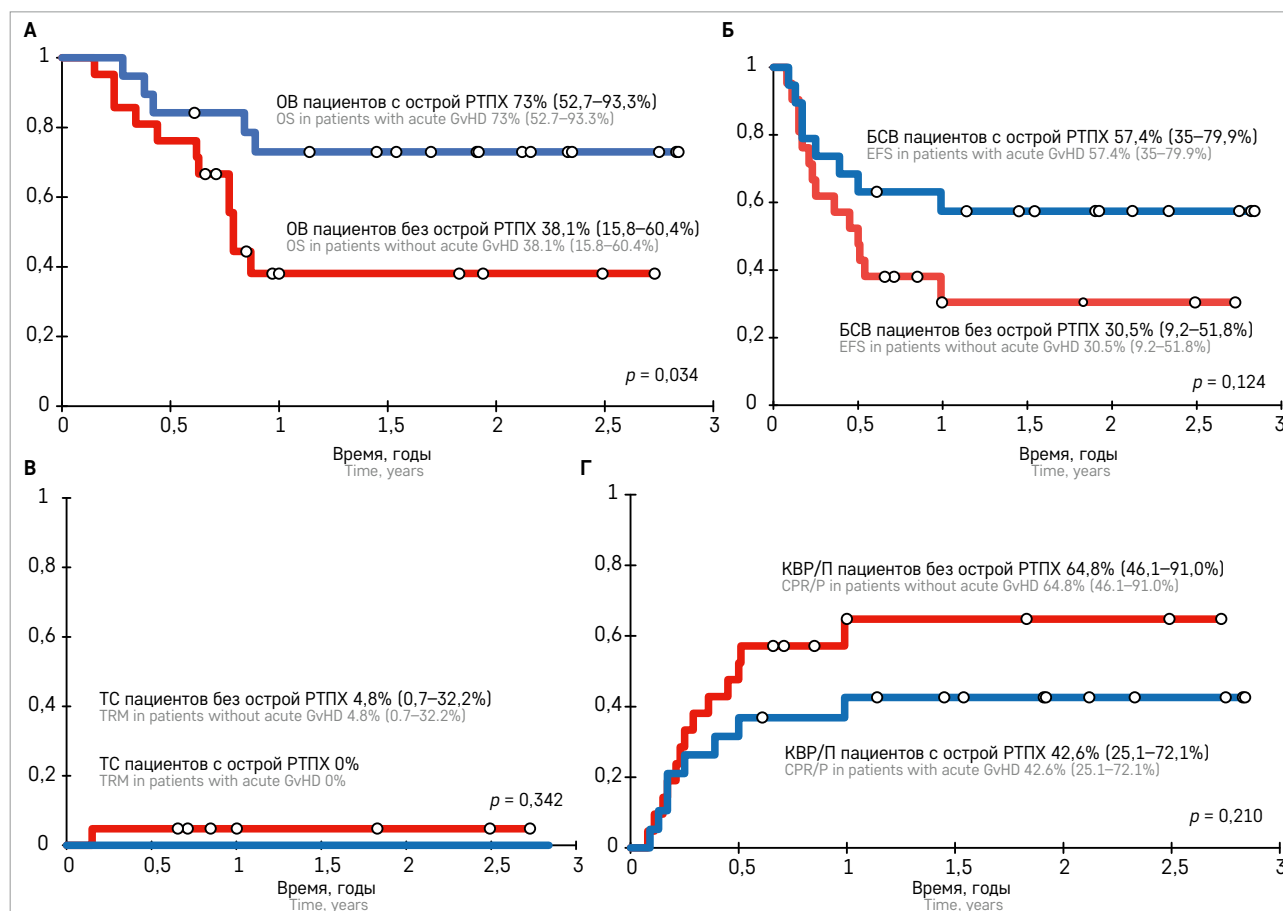 А
1
0,8
0,6
0,4
0,2
0
ОВ пациентов с острой РТПХ 73% (52,7–93,3%)
OS in patients with acute GvHD 73% (52.7–93.3%)
ОВ пациентов без острой РТПХ 38,1% (15,8–60,4%)
OS in patients without acute GvHD 38.1% (15.8–60.4%)
p = 0,034
0
0,5
1
1,5
2
2,5
3
Время, годы
Time, years
Б
1
0,8
0,6
0,4
0,2
0
БСВ пациентов с острой РТПХ 57,4% (35–79,9%)
EFS in patients with acute GvHD 57.4% (35–79.9%)
БСВ пациентов без острой РТПХ 30,5% (9,2–51,8%)
EFS in patients without acute GvHD 30.5% (9.2–51.8%)
p = 0,124
0
0,5
1
1,5
2
2,5
3
Время, годы
Time, years
В
1
0,8
0,6
0,4
0,2
0
ТС пациентов без острой РТПХ 4,8% (0,7–32,2%)
TRM in patients without acute GvHD 4.8% (0.7–32.2%)
ТС пациентов с острой РТПХ 0%
TRM in patients with acute GvHD 0%
p = 0,342
0
0,5
1
1,5
2
2,5
3
Время, годы
Time, years
Г
1
0,8
0,6
0,4
0,2
0
КВР/П пациентов без острой РТПХ 64,8% (46,1–91,0%)
CPR/P in patients without acute GvHD 64.8% (46.1–91.0%)
КВР/П пациентов с острой РТПХ 42,6% (25,1–72,1%)
CPR/P in patients with acute GvHD 42.6% (25.1–72.1%)
p = 0,210
0
0,5
1
1,5
2
2,5
3
Время, годы
Time, years